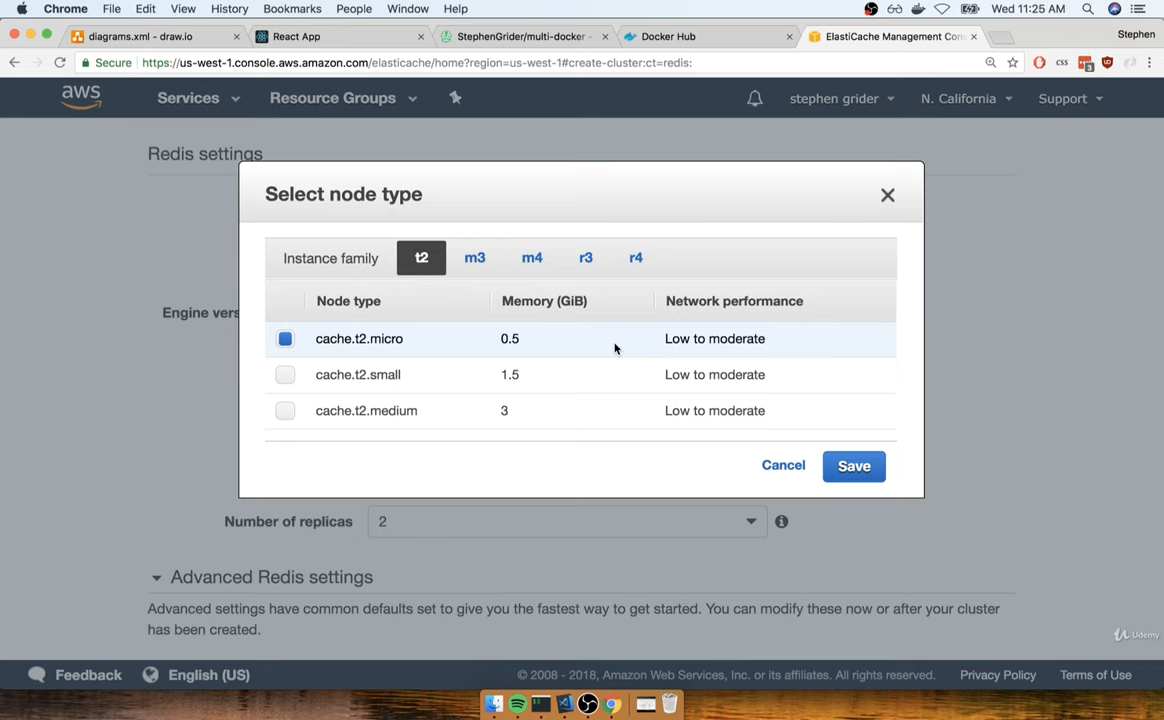 Chrome File Edit View History Bookmarks People Window Help Wed 11:25 AM
diagrams.xml - draw.io React App StephenGrider/multi-docker - Docker Hub ElastiCache Management Con Stephen
Secure https://us-west-1.console.aws.amazon.com/elasticache/home?region=us-west-1#create-cluster:ct=redis: css 3
aws Services Resource Groups stephen grider N. California Support
Redis settings
Select node type
Instance family t2 m3 m4 r3 r4
Node type Memory (GiB) Network performance
Engine vers
cache.t2.micro 0.5 Low to moderate
cache.t2.small 1.5 Low to moderate
cache.t2.medium 3 Low to moderate
Cancel Save
Number of replicas 2
Advanced Redis settings
Advanced settings have common defaults set to give you the fastest way to get started. You can modify these now or after your cluster
has been created.
Udemy
Feedback English (US) © 2008 - 2018, Amazon Web Services, Inc. or its affiliates. All rights reserved. Privacy Policy Terms of Use